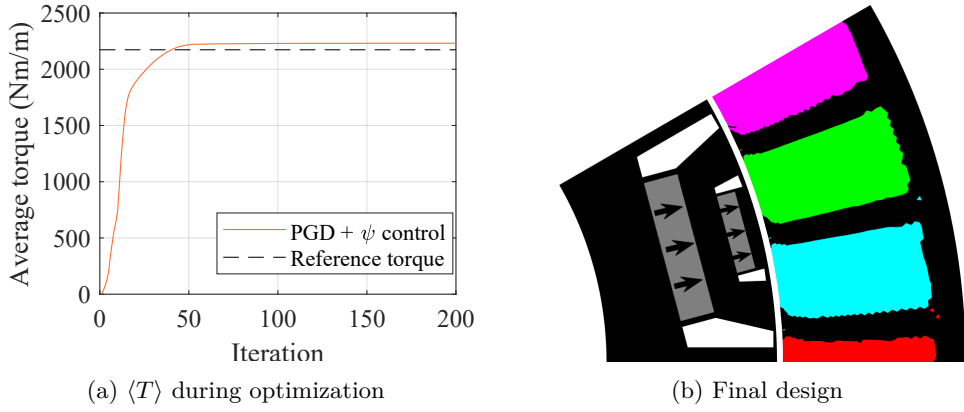 Average torque (Nm/m)
2500
2000
1500
1000
500
0
0 50 100 150 200
Iteration
PGD + ψ control
Reference torque
(a) ⟨T⟩ during optimization
(b) Final design